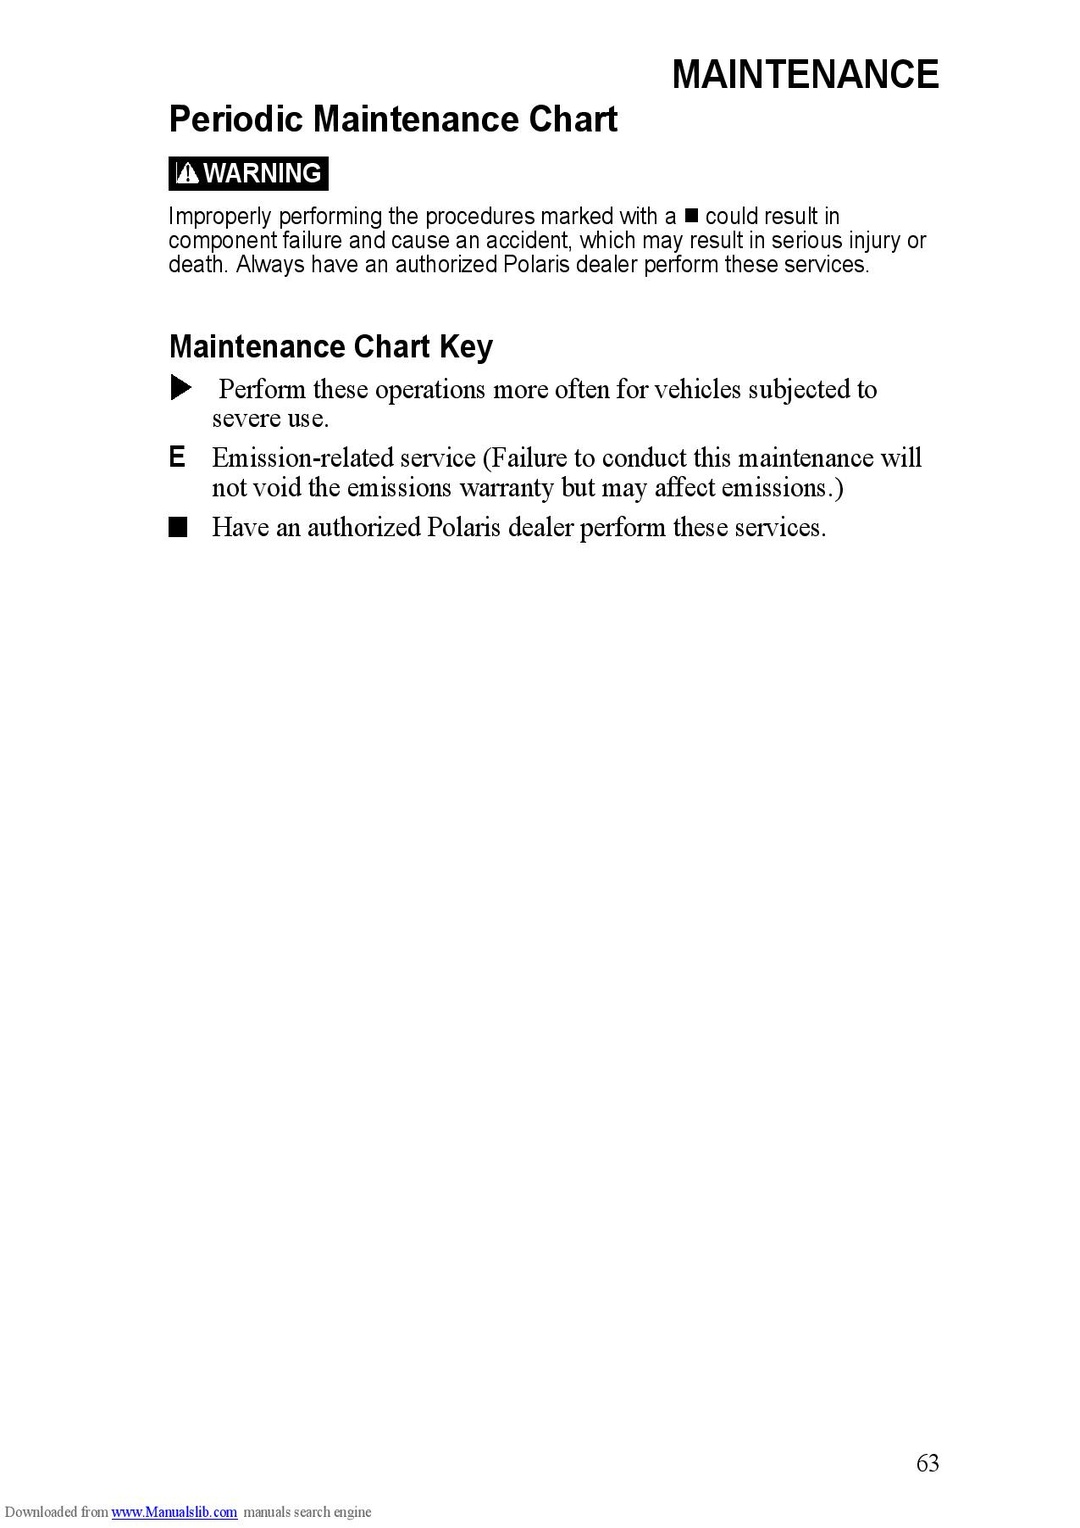 MAINTENANCE
Periodic Maintenance Chart
⚠ WARNING
Improperly performing the procedures marked with a ■ could result in
component failure and cause an accident, which may result in serious injury or
death. Always have an authorized Polaris dealer perform these services.
Maintenance Chart Key
▶ Perform these operations more often for vehicles subjected to
severe use.
E Emission-related service (Failure to conduct this maintenance will
not void the emissions warranty but may affect emissions.)
■ Have an authorized Polaris dealer perform these services.
63
Downloaded from www.Manualslib.com manuals search engine